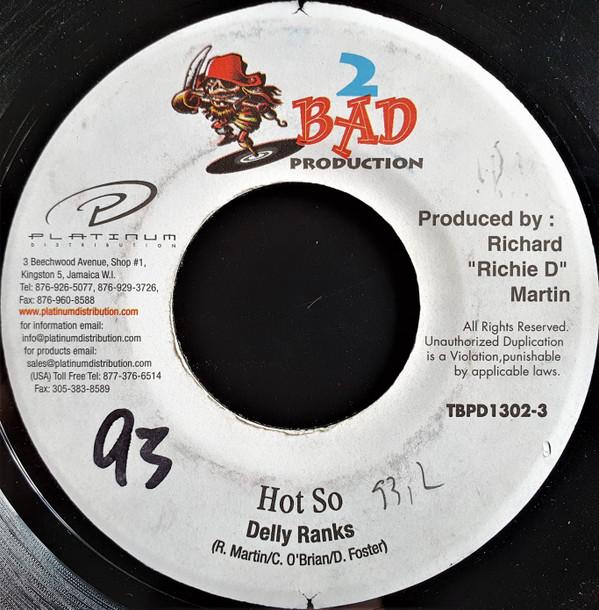 2
BAD
PRODUCTION
PLATINUM
DISTRIBUTION
3 Beechwood Avenue, Shop #1,
Kingston 5, Jamaica W.I.
Tel: 876-926-5077, 876-929-3726,
Fax: 876-960-8588
www.platinumdistribution.com
for information email:
info@platinumdistribution.com
for products email:
sales@platinumdistribution.com
(USA) Toll Free Tel: 877-376-6514
Fax: 305-383-8589
Produced by :
Richard
"Richie D"
Martin
All Rights Reserved.
Unauthorized Duplication
is a Violation,punishable
by applicable laws.
TBPD1302-3
93
Hot So
Delly Ranks
(R. Martin/C. O'Brian/D. Foster)